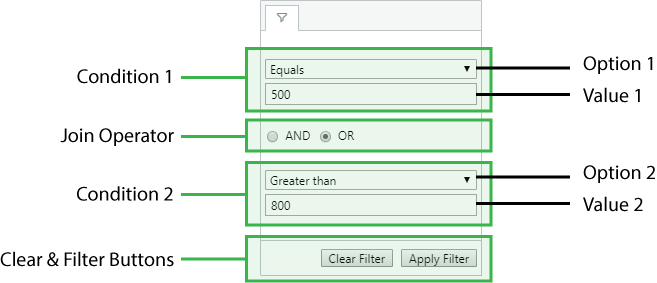 Equals
Option 1
Condition 1
500
Value 1
Join Operator
AND
OR
Greater than
Option 2
Condition 2
800
Value 2
Clear & Filter Buttons
Clear Filter
Apply Filter